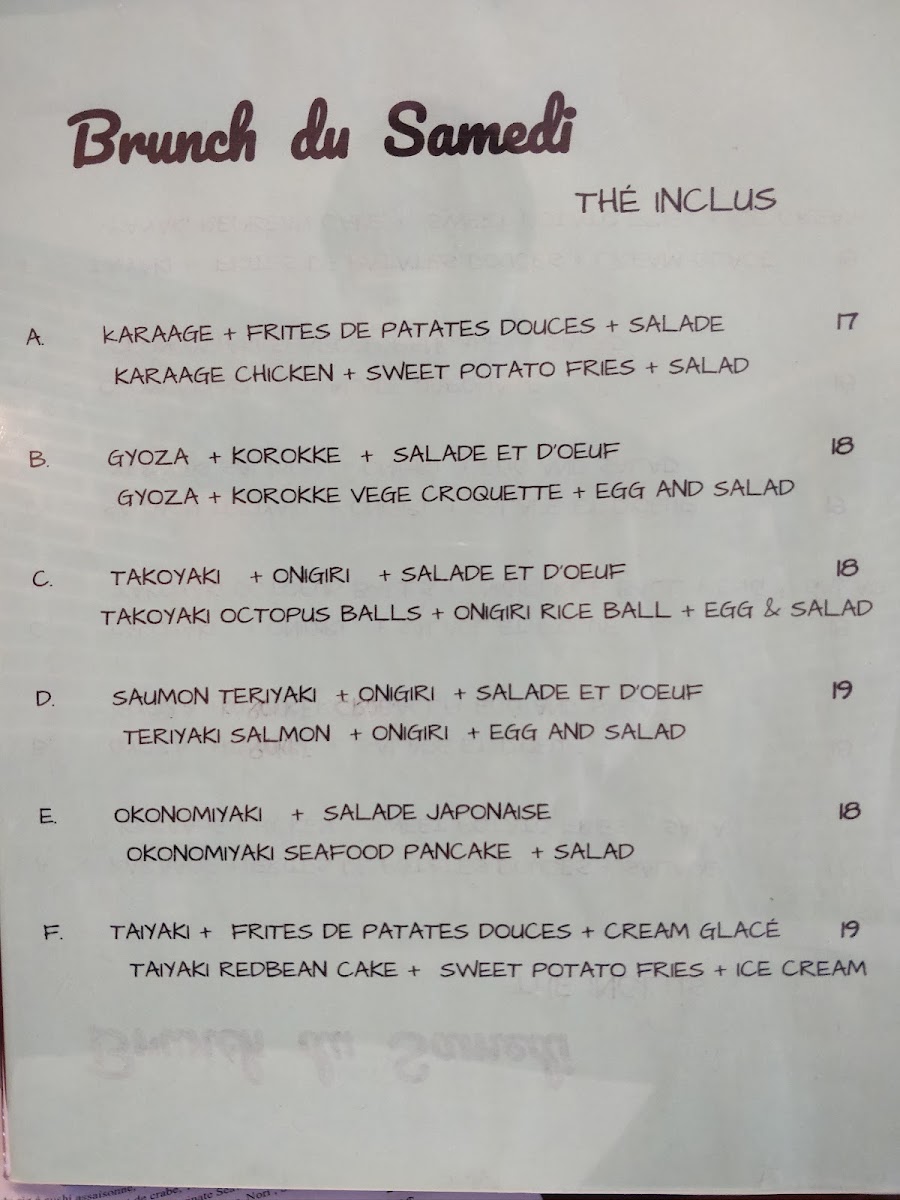 Brunch du Samedi
THÉ INCLUS
A. KARAAGE + FRITES DE PATATES DOUCES + SALADE 17
KARAAGE CHICKEN + SWEET POTATO FRIES + SALAD
B. GYOZA + KOROKKE + SALADE ET D'OEUF 18
GYOZA + KOROKKE VEGE CROQUETTE + EGG AND SALAD
C. TAKOYAKI + ONIGIRI + SALADE ET D'OEUF 18
TAKOYAKI OCTOPUS BALLS + ONIGIRI RICE BALL + EGG & SALAD
D. SAUMON TERIYAKI + ONIGIRI + SALADE ET D'OEUF 19
TERIYAKI SALMON + ONIGIRI + EGG AND SALAD
E. OKONOMIYAKI + SALADE JAPONAISE 18
OKONOMIYAKI SEAFOOD PANCAKE + SALAD
F. TAIYAKI + FRITES DE PATATES DOUCES + CREAM GLACÉ 19
TAIYAKI REDBEAN CAKE + SWEET POTATO FRIES + ICE CREAM